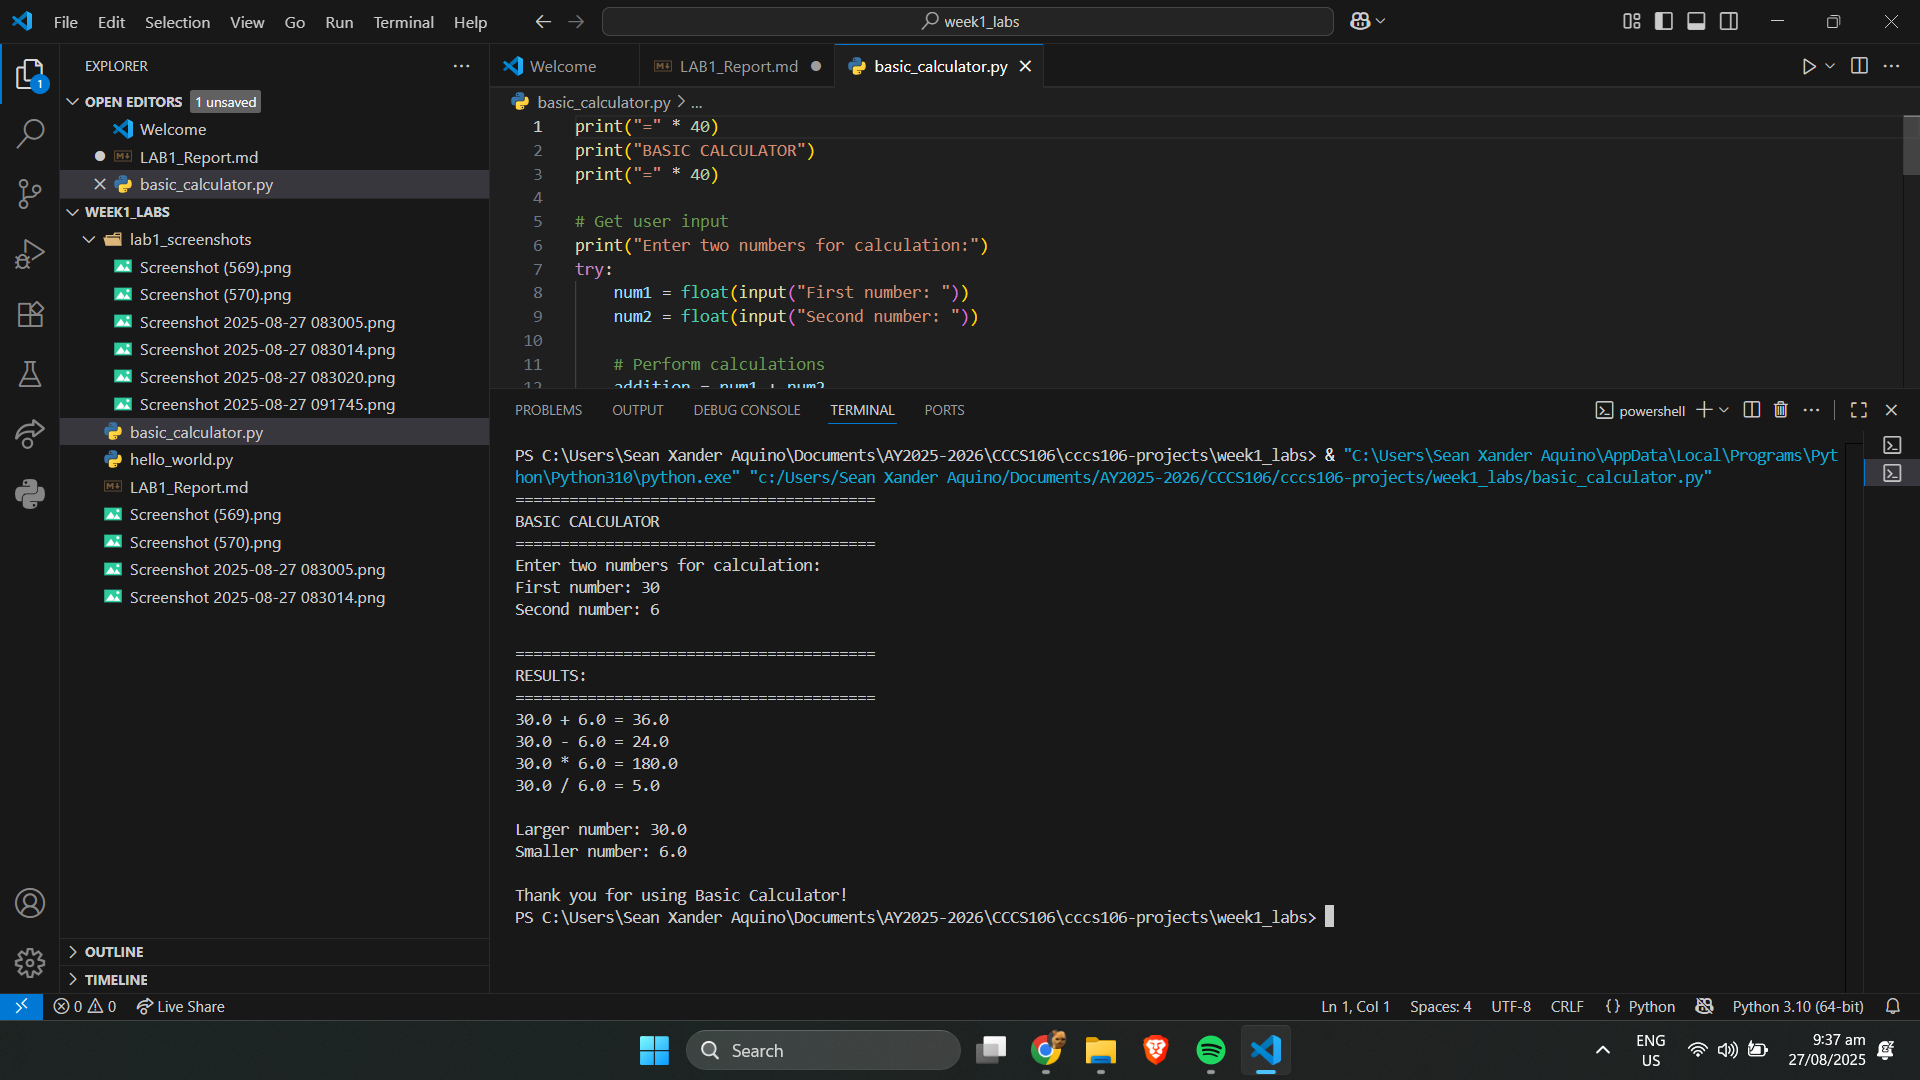 File Edit Selection View Go Run Terminal Help
week1_labs
EXPLORER
OPEN EDITORS 1 unsaved
Welcome
LAB1_Report.md
basic_calculator.py
WEEK1_LABS
lab1_screenshots
Screenshot (569).png
Screenshot (570).png
Screenshot 2025-08-27 083005.png
Screenshot 2025-08-27 083014.png
Screenshot 2025-08-27 083020.png
Screenshot 2025-08-27 091745.png
basic_calculator.py
hello_world.py
LAB1_Report.md
Screenshot (569).png
Screenshot (570).png
Screenshot 2025-08-27 083005.png
Screenshot 2025-08-27 083014.png
OUTLINE
TIMELINE
Welcome LAB1_Report.md basic_calculator.py
basic_calculator.py > ...
1 print("=" * 40)
2 print("BASIC CALCULATOR")
3 print("=" * 40)
4
5 # Get user input
6 print("Enter two numbers for calculation:")
7 try:
8 num1 = float(input("First number: "))
9 num2 = float(input("Second number: "))
10
11 # Perform calculations
12 addition = num1 + num2
PROBLEMS OUTPUT DEBUG CONSOLE TERMINAL PORTS
powershell
PS C:\Users\Sean Xander Aquino\Documents\AY2025-2026\CCCS106\cccs106-projects\week1_labs> & "C:\Users\Sean Xander Aquino\AppData\Local\Programs\Pyt
hon\Python310\python.exe" "c:/Users/Sean Xander Aquino/Documents/AY2025-2026/CCCS106/cccs106-projects/week1_labs/basic_calculator.py"
========================================
BASIC CALCULATOR
========================================
Enter two numbers for calculation:
First number: 30
Second number: 6
========================================
RESULTS:
========================================
30.0 + 6.0 = 36.0
30.0 - 6.0 = 24.0
30.0 * 6.0 = 180.0
30.0 / 6.0 = 5.0
Larger number: 30.0
Smaller number: 6.0
Thank you for using Basic Calculator!
PS C:\Users\Sean Xander Aquino\Documents\AY2025-2026\CCCS106\cccs106-projects\week1_labs>
0 0 Live Share
Ln 1, Col 1 Spaces: 4 UTF-8 CRLF {} Python Python 3.10 (64-bit)
Search
ENG
US
9:37 am
27/08/2025
1